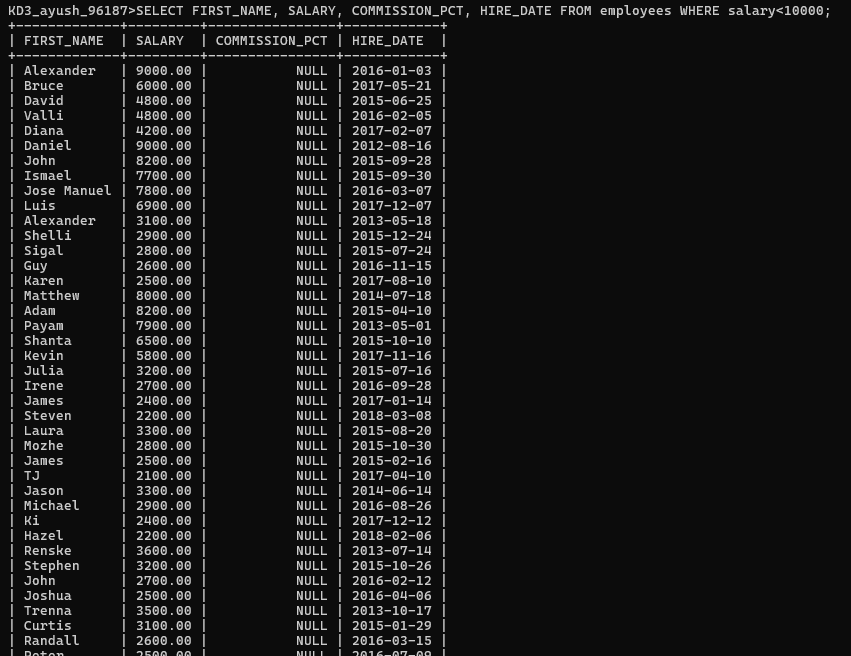 KD3_ayush_96187>SELECT FIRST_NAME, SALARY, COMMISSION_PCT, HIRE_DATE FROM employees WHERE salary<10000;
+-------------+---------+----------------+------------+
| FIRST_NAME  | SALARY  | COMMISSION_PCT | HIRE_DATE  |
+-------------+---------+----------------+------------+
| Alexander   | 9000.00 |           NULL | 2016-01-03 |
| Bruce       | 6000.00 |           NULL | 2017-05-21 |
| David       | 4800.00 |           NULL | 2015-06-25 |
| Valli       | 4800.00 |           NULL | 2016-02-05 |
| Diana       | 4200.00 |           NULL | 2017-02-07 |
| Daniel      | 9000.00 |           NULL | 2012-08-16 |
| John        | 8200.00 |           NULL | 2015-09-28 |
| Ismael      | 7700.00 |           NULL | 2015-09-30 |
| Jose Manuel | 7800.00 |           NULL | 2016-03-07 |
| Luis        | 6900.00 |           NULL | 2017-12-07 |
| Alexander   | 3100.00 |           NULL | 2013-05-18 |
| Shelli      | 2900.00 |           NULL | 2015-12-24 |
| Sigal       | 2800.00 |           NULL | 2015-07-24 |
| Guy         | 2600.00 |           NULL | 2016-11-15 |
| Karen       | 2500.00 |           NULL | 2017-08-10 |
| Matthew     | 8000.00 |           NULL | 2014-07-18 |
| Adam        | 8200.00 |           NULL | 2015-04-10 |
| Payam       | 7900.00 |           NULL | 2013-05-01 |
| Shanta      | 6500.00 |           NULL | 2015-10-10 |
| Kevin       | 5800.00 |           NULL | 2017-11-16 |
| Julia       | 3200.00 |           NULL | 2015-07-16 |
| Irene       | 2700.00 |           NULL | 2016-09-28 |
| James       | 2400.00 |           NULL | 2017-01-14 |
| Steven      | 2200.00 |           NULL | 2018-03-08 |
| Laura       | 3300.00 |           NULL | 2015-08-20 |
| Mozhe       | 2800.00 |           NULL | 2015-10-30 |
| James       | 2500.00 |           NULL | 2015-02-16 |
| TJ          | 2100.00 |           NULL | 2017-04-10 |
| Jason       | 3300.00 |           NULL | 2014-06-14 |
| Michael     | 2900.00 |           NULL | 2016-08-26 |
| Ki          | 2400.00 |           NULL | 2017-12-12 |
| Hazel       | 2200.00 |           NULL | 2018-02-06 |
| Renske      | 3600.00 |           NULL | 2013-07-14 |
| Stephen     | 3200.00 |           NULL | 2015-10-26 |
| John        | 2700.00 |           NULL | 2016-02-12 |
| Joshua      | 2500.00 |           NULL | 2016-04-06 |
| Trenna      | 3500.00 |           NULL | 2013-10-17 |
| Curtis      | 3100.00 |           NULL | 2015-01-29 |
| Randall     | 2600.00 |           NULL | 2016-03-15 |
| Peter       | 2500.00 |           NULL | 2016-07-09 |